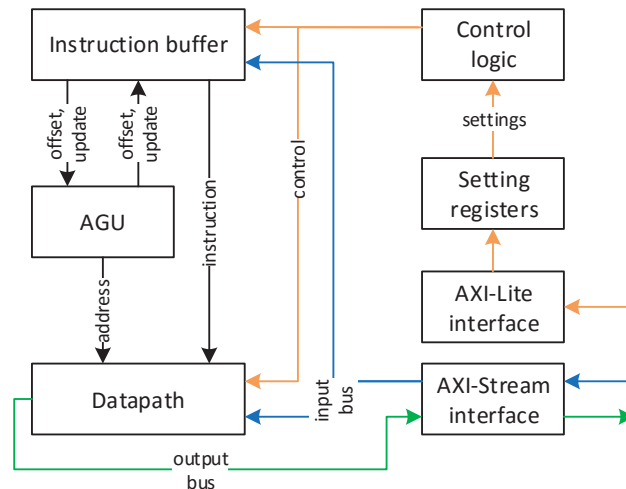 Instruction buffer
Control
logic
offset,
update
offset,
update
settings
control
instruction
Setting
registers
AGU
address
AXI-Lite
interface
Datapath
input
bus
AXI-Stream
interface
output
bus